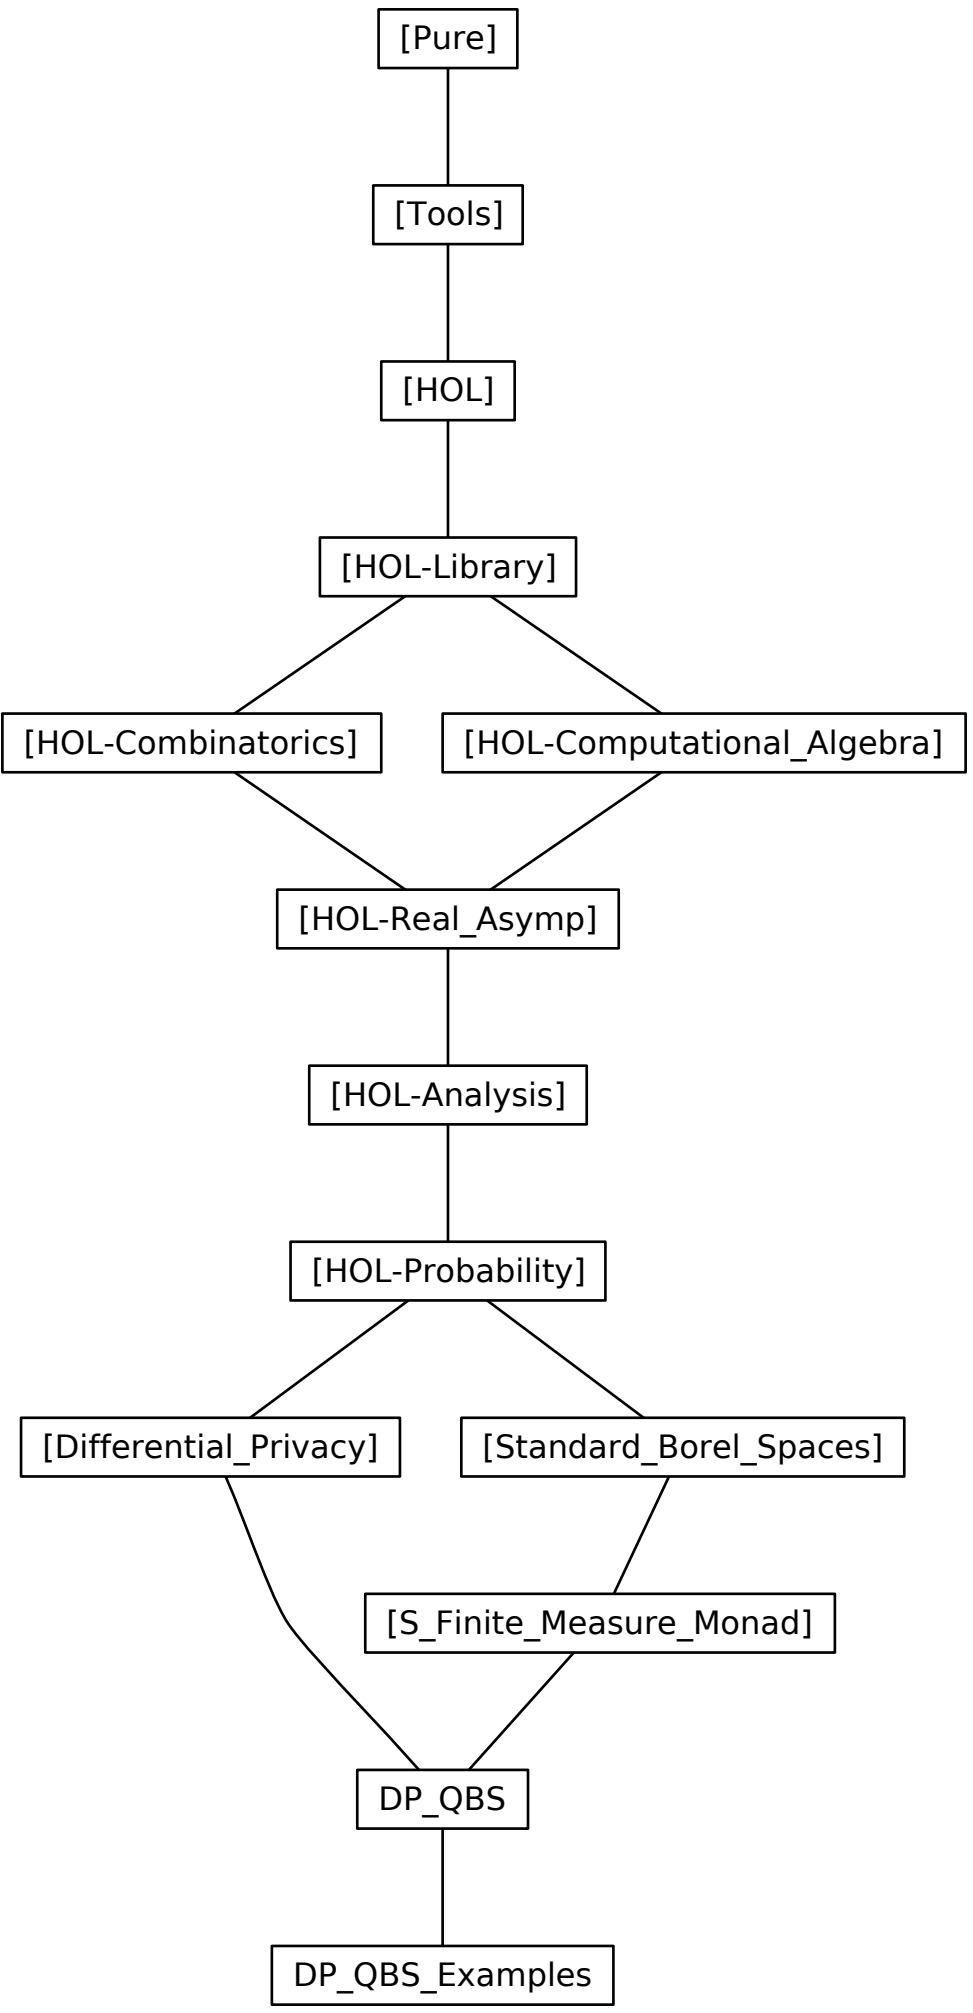 [Pure]
[Tools]
[HOL]
[HOL-Library]
[HOL-Combinatorics]
[HOL-Computational_Algebra]
[HOL-Real_Asymp]
[HOL-Analysis]
[HOL-Probability]
[Differential_Privacy]
[Standard_Borel_Spaces]
[S_Finite_Measure_Monad]
DP_QBS
DP_QBS_Examples